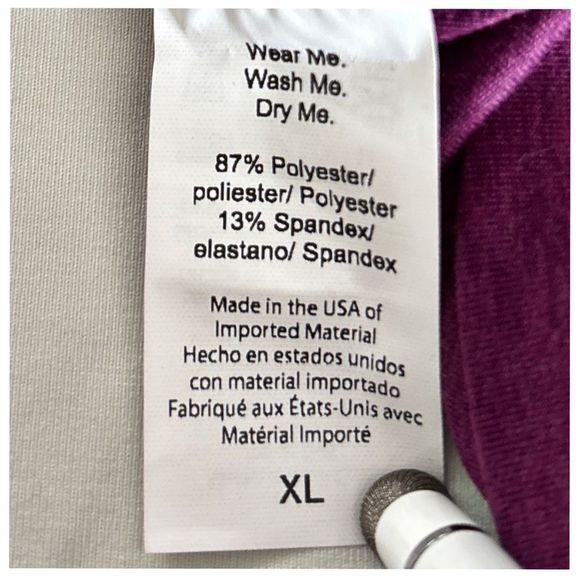 Wear Me.
Wash Me.
Dry Me.
87% Polyester/
poliester/ Polyester
13% Spandex/
elastano/ Spandex
Made in the USA of
Imported Material
Hecho en estados unidos
con material importado
Fabriqué aux États-Unis avec
Matérial Importé
XL